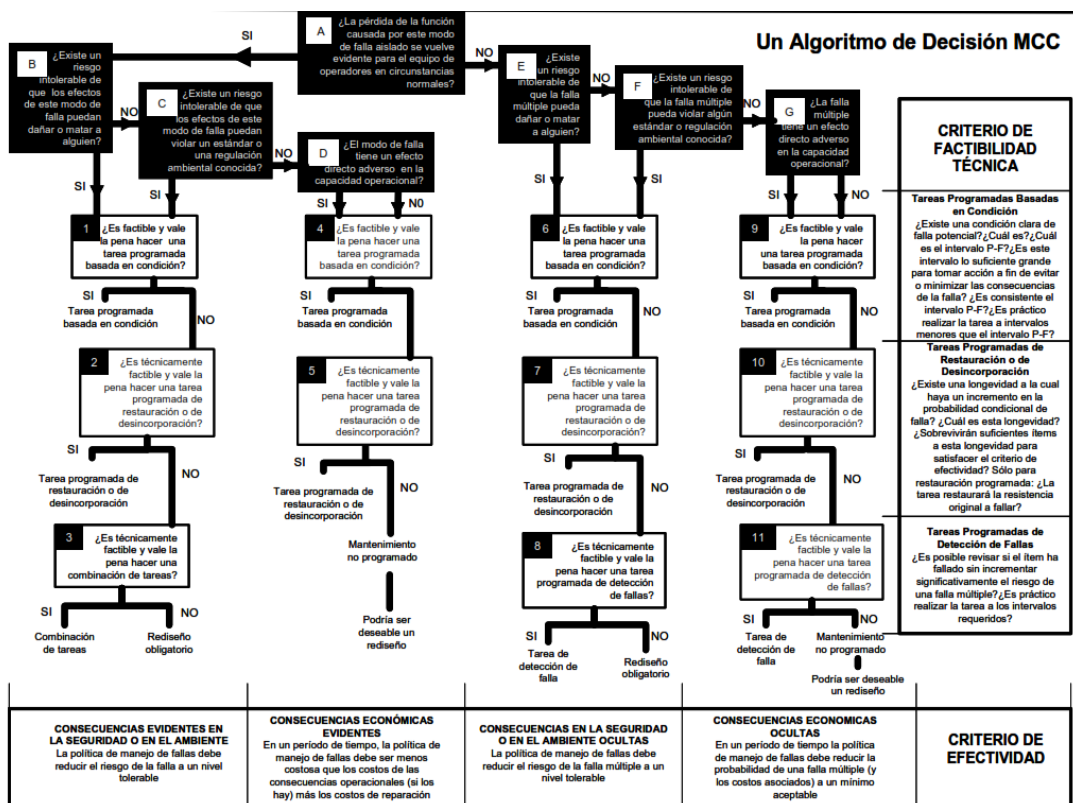 Un Algoritmo de Decisión MCC
A
¿La pérdida de la función
causada por este modo
de falla aislado se vuelve
evidente para el equipo de
operadores en circunstancias
normales?
SI
NO
B
¿Existe un
riesgo
intolerable de
que los efectos
de este modo de
falla puedan
dañar o matar a
alguien?
NO
SI
C
¿Existe un riesgo
intolerable de que
los efectos de este
modo de falla puedan
violar un estándar o
una regulación
ambiental conocida?
NO
SI
D
¿El modo de falla
tiene un efecto
directo adverso en la
capacidad operacional?
SI
N0
E
¿Existe
un riesgo
intolerable de
que la falla
múltiple pueda
dañar o matar
a alguien?
NO
SI
F
¿Existe un riesgo
intolerable de
que la falla múltiple
pueda violar algún
estándar o regulación
ambiental conocida?
NO
SI
G
¿La falla
múltiple
tiene un efecto
directo adverso
en la capacidad
operacional?
SI
NO
1
¿Es factible y vale
la pena hacer una
tarea programada
basada en condición?
SI
NO
Tarea programada
basada en condición
4
¿Es factible y vale
la pena hacer una
tarea programada
basada en condición?
SI
NO
Tarea programada
basada en condición
6
¿Es factible y vale
la pena hacer una
tarea programada
basada en condición?
SI
NO
Tarea programada
basada en condición
9
¿Es factible y vale
la pena hacer
una tarea programada
basada en condición?
SI
NO
Tarea programada
basada en condición
2
¿Es técnicamente
factible y vale la
pena hacer una tarea
programada de
restauración o de
desincorporación?
SI
NO
Tarea programada de
restauración o de
desincorporación
5
¿Es técnicamente
factible y vale la
pena hacer una tarea
programada de
restauración o de
desincorporación?
SI
NO
Tarea programada de
restauración o de
desincorporación
Mantenimiento
no programado
Podría ser
deseable un
rediseño
7
¿Es técnicamente
factible y vale la
pena hacer una tarea
programada de
restauración o de
desincorporación?
SI
NO
Tarea programada de
restauración o de
desincorporación
10
¿Es técnicamente
factible y vale la
pena hacer una tarea
programada de
restauración o de
desincorporación?
SI
NO
Tarea programada de
restauración o de
desincorporación
3
¿Es técnicamente
factible y vale la
pena hacer una
combinación de tareas?
SI
NO
Combinación
de tareas
Rediseño
obligatorio
8
¿Es técnicamente
factible y vale la
pena hacer una tarea
programada de detección
de fallas?
SI
NO
Tarea de
detección de
falla
Rediseño
obligatorio
11
¿Es técnicamente
factible y vale la
pena hacer una tarea
programada de detección
de fallas?
SI
NO
Tarea de
detección de
falla
Mantenimiento
no programado
Podría ser deseable
un rediseño
CRITERIO DE
FACTIBILIDAD
TÉCNICA
Tareas Programadas Basadas
en Condición
¿Existe una condición clara de
falla potencial?¿Cuál es?¿Cuál
es el intervalo P-F?¿Es este
intervalo lo suficiente grande
para tomar acción a fin de evitar
o minimizar las consecuencias
de la falla? ¿Es consistente el
intervalo P-F?¿Es práctico
realizar la tarea a intervalos
menores que el intervalo P-F?
Tareas Programadas de
Restauración o de
Desincorporación
¿Existe una longevidad a la cual
haya un incremento en la
probabilidad condicional de
falla? ¿Cuál es esta longevidad?
¿Sobrevivirán suficientes ítems
a esta longevidad para
satisfacer el criterio de
efectividad? Sólo para
restauración programada: ¿La
tarea restaurará la resistencia
original a fallar?
Tareas Programadas de
Detección de Fallas
¿Es posible revisar si el ítem ha
fallado sin incrementar
significativamente el riesgo de
una falla múltiple?¿Es práctico
realizar la tarea a los intervalos
requeridos?
CONSECUENCIAS EVIDENTES EN
LA SEGURIDAD O EN EL AMBIENTE
La política de manejo de fallas debe
reducir el riesgo de la falla a un nivel
tolerable
CONSECUENCIAS ECONÓMICAS
EVIDENTES
En un período de tiempo, la política de
manejo de fallas debe ser menos
costosa que los costos de las
consecuencias operacionales (si los
hay) más los costos de reparación
CONSECUENCIAS EN LA SEGURIDAD
O EN EL AMBIENTE OCULTAS
La política de manejo de fallas debe
reducir el riesgo de la falla múltiple a un
nivel tolerable
CONSECUENCIAS ECONOMICAS
OCULTAS
En un período de tiempo la política
de manejo de fallas debe reducir la
probabilidad de una falla múltiple (y
los costos asociados) a un mínimo
aceptable
CRITERIO DE
EFECTIVIDAD